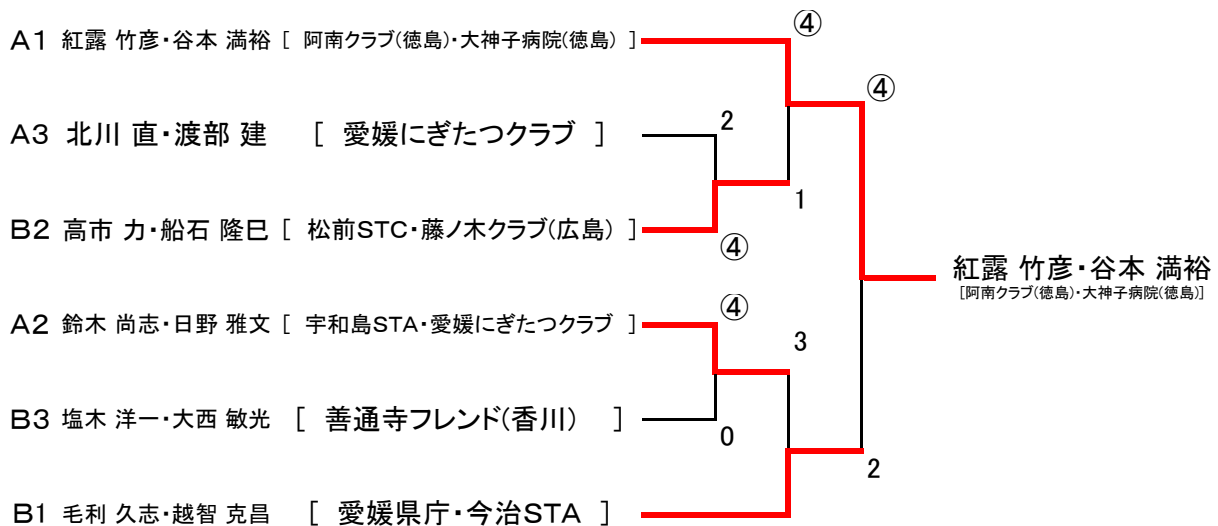 ④
A1 紅露 竹彦・谷本 満裕 [ 阿南クラブ(徳島)・大神子病院(徳島) ]
④
2
A3 北川 直・渡部 建 [ 愛媛にぎたつクラブ ]
1
B2 高市 力・船石 隆巳 [ 松前STC・藤ノ木クラブ(広島) ]
④
紅露 竹彦・谷本 満裕
[阿南クラブ(徳島)・大神子病院(徳島)]
④
A2 鈴木 尚志・日野 雅文 [ 宇和島STA・愛媛にぎたつクラブ ]
3
B3 塩木 洋一・大西 敏光 [ 善通寺フレンド(香川) ]
0
2
B1 毛利 久志・越智 克昌 [ 愛媛県庁・今治STA ]